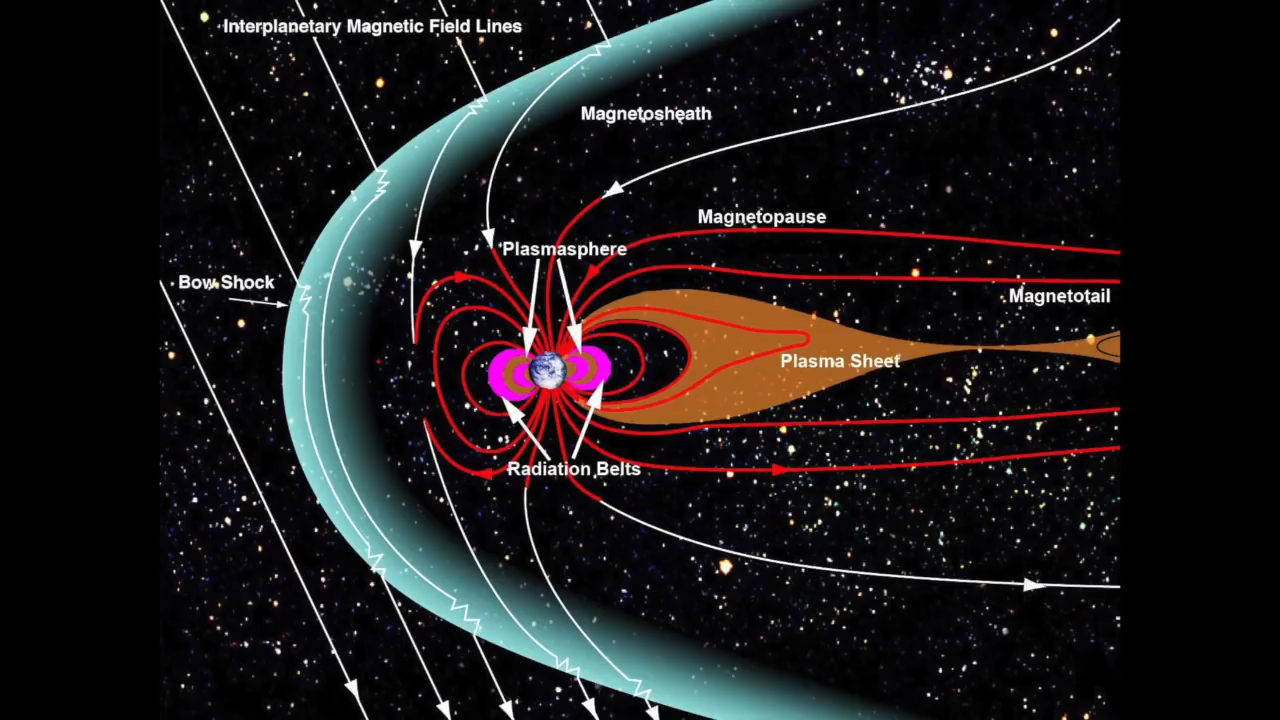 Interplanetary Magnetic Field Lines
Magnetosheath
Magnetopause
Plasmasphere
Bow Shock
Magnetotail
Plasma Sheet
Radiation Belts